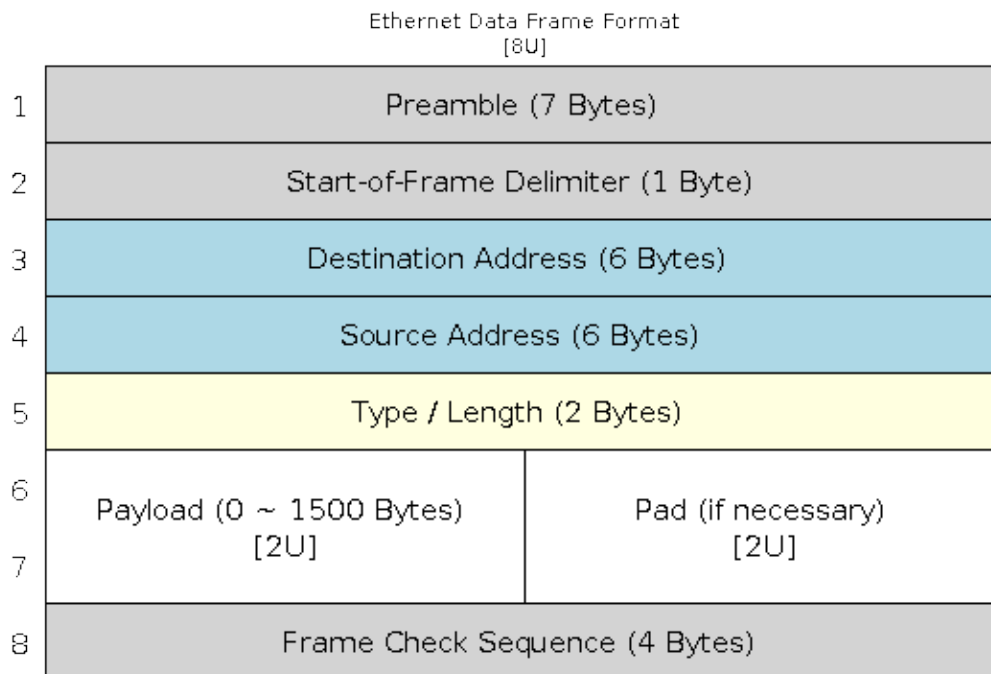 Ethernet Data Frame Format
[8U]
1
Preamble (7 Bytes)
2
Start-of-Frame Delimiter (1 Byte)
3
Destination Address (6 Bytes)
4
Source Address (6 Bytes)
5
Type / Length (2 Bytes)
6
Payload (0 ~ 1500 Bytes)
[2U]
Pad (if necessary)
[2U]
7
8
Frame Check Sequence (4 Bytes)